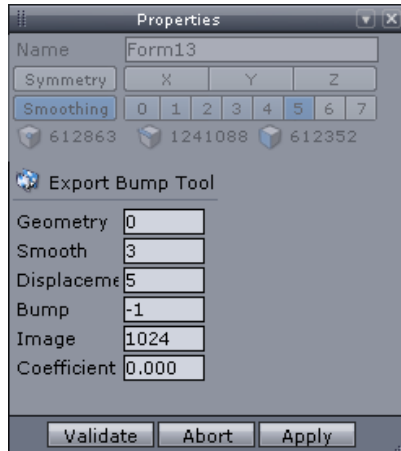 Properties
Name Form13
Symmetry X Y Z
Smoothing 0 1 2 3 4 5 6 7
612863 1241088 612352
Export Bump Tool
Geometry 0
Smooth 3
Displaceme 5
Bump -1
Image 1024
Coefficient 0.000
Validate Abort Apply